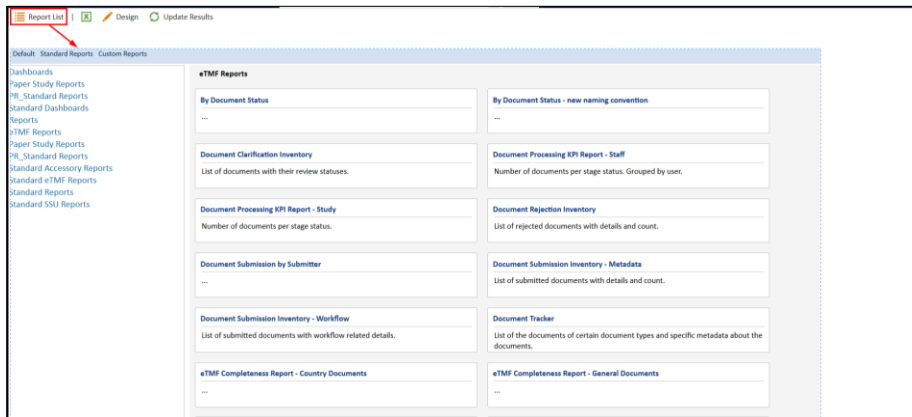 Report List | Design Update Results
Default Standard Reports Custom Reports
Dashboards
Paper Study Reports
PR_Standard Reports
Standard Dashboards
Reports
eTMF Reports
Paper Study Reports
PR_Standard Reports
Standard Accessory Reports
Standard eTMF Reports
Standard Reports
Standard SSU Reports
eTMF Reports
By Document Status
...
By Document Status - new naming convention
...
Document Clarification Inventory
List of documents with their review statuses.
Document Processing KPI Report - Staff
Number of documents per stage status. Grouped by user.
Document Processing KPI Report - Study
Number of documents per stage status.
Document Rejection Inventory
List of rejected documents with details and count.
Document Submission by Submitter
...
Document Submission Inventory - Metadata
List of submitted documents with details and count.
Document Submission Inventory - Workflow
List of submitted documents with workflow related details.
Document Tracker
List of the documents of certain document types and specific metadata about the
documents.
eTMF Completeness Report - Country Documents
...
eTMF Completeness Report - General Documents
...